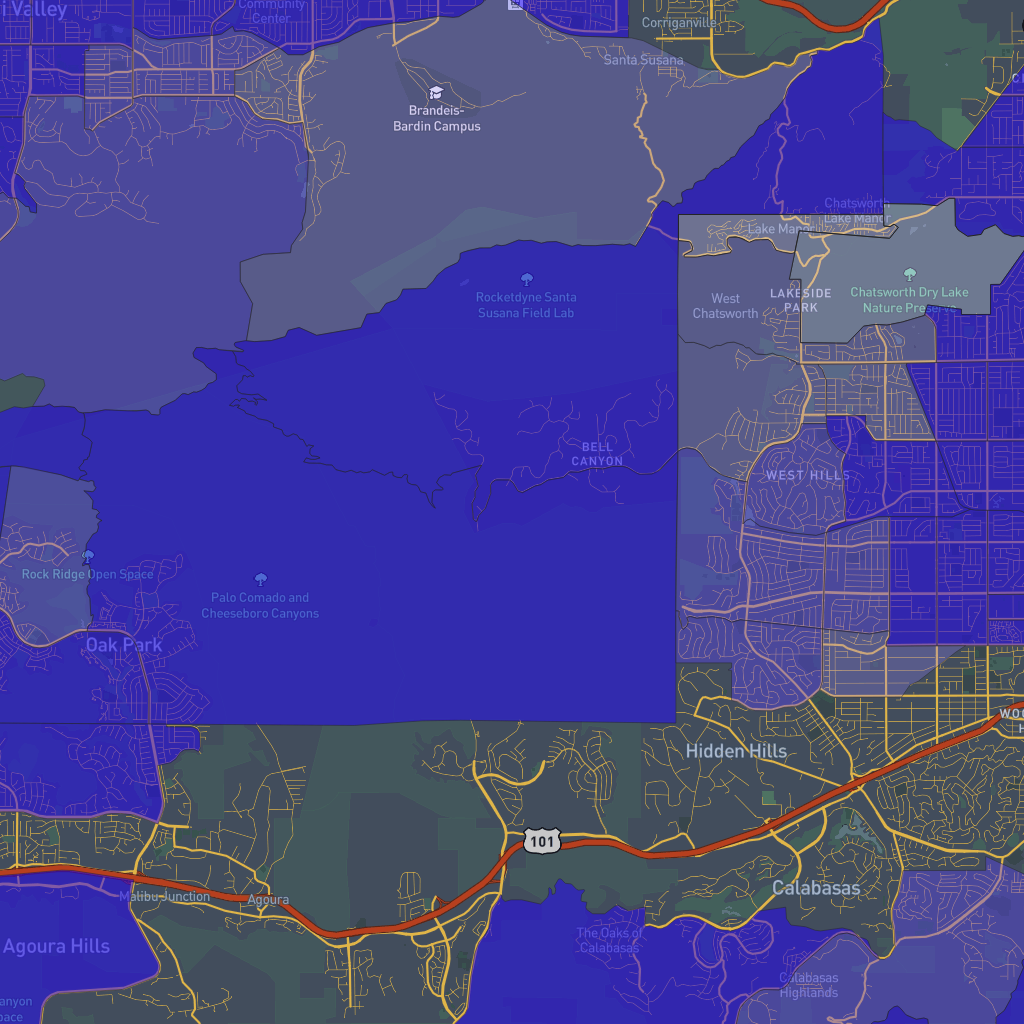 i Valley
Community
Center
Corriganville
Santa Susana
Brandeis-
Bardin Campus
Chatsworth
Lake Manor
Lake Manor
Rocketdyne Santa
Susana Field Lab
West
Chatsworth
LAKESIDE
PARK
Chatsworth Dry Lake
Nature Preserve
BELL
CANYON
WEST HILLS
Rock Ridge Open Space
Palo Comado and
Cheeseboro Canyons
Oak Park
WOO
H
Hidden Hills
101
Malibu Junction
Agoura
Calabasas
Agoura Hills
The Oaks of
Calabasas
Calabasas
Highlands
anyon
pace